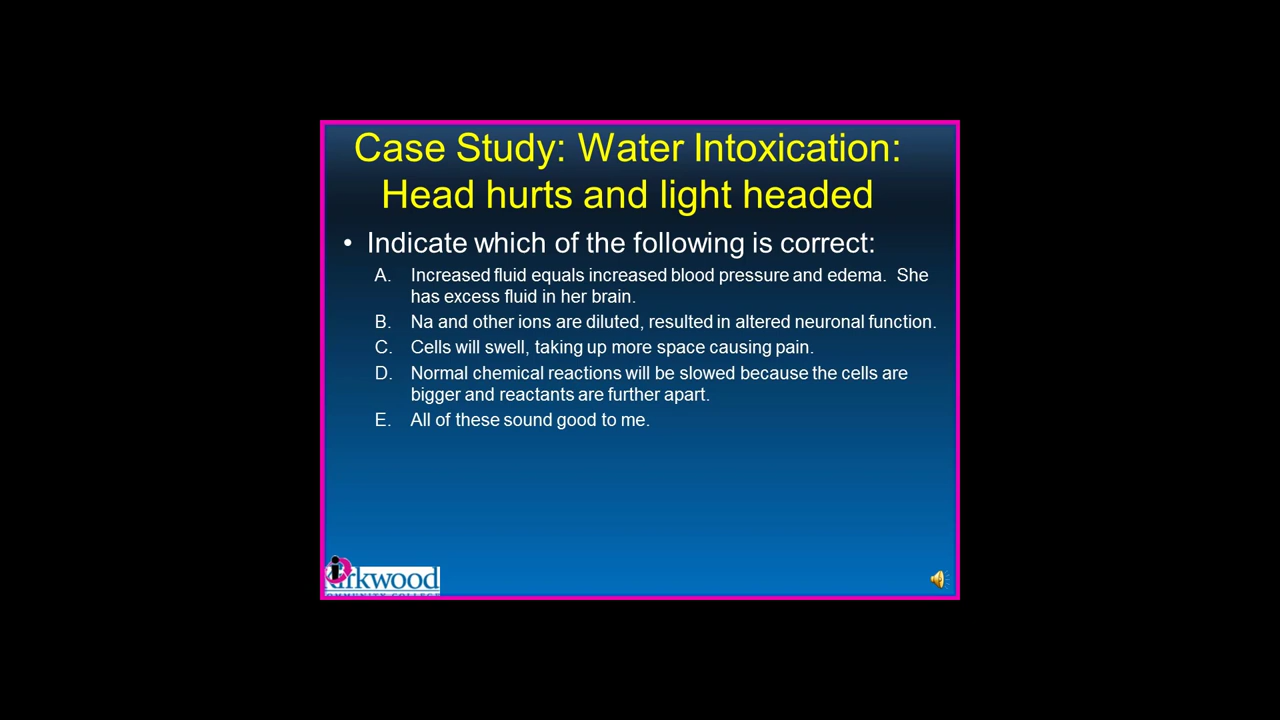 Case Study: Water Intoxication:
Head hurts and light headed
• Indicate which of the following is correct:
A. Increased fluid equals increased blood pressure and edema. She
has excess fluid in her brain.
B. Na and other ions are diluted, resulted in altered neuronal function.
C. Cells will swell, taking up more space causing pain.
D. Normal chemical reactions will be slowed because the cells are
bigger and reactants are further apart.
E. All of these sound good to me.
Kirkwood
COMMUNITY COLLEGE